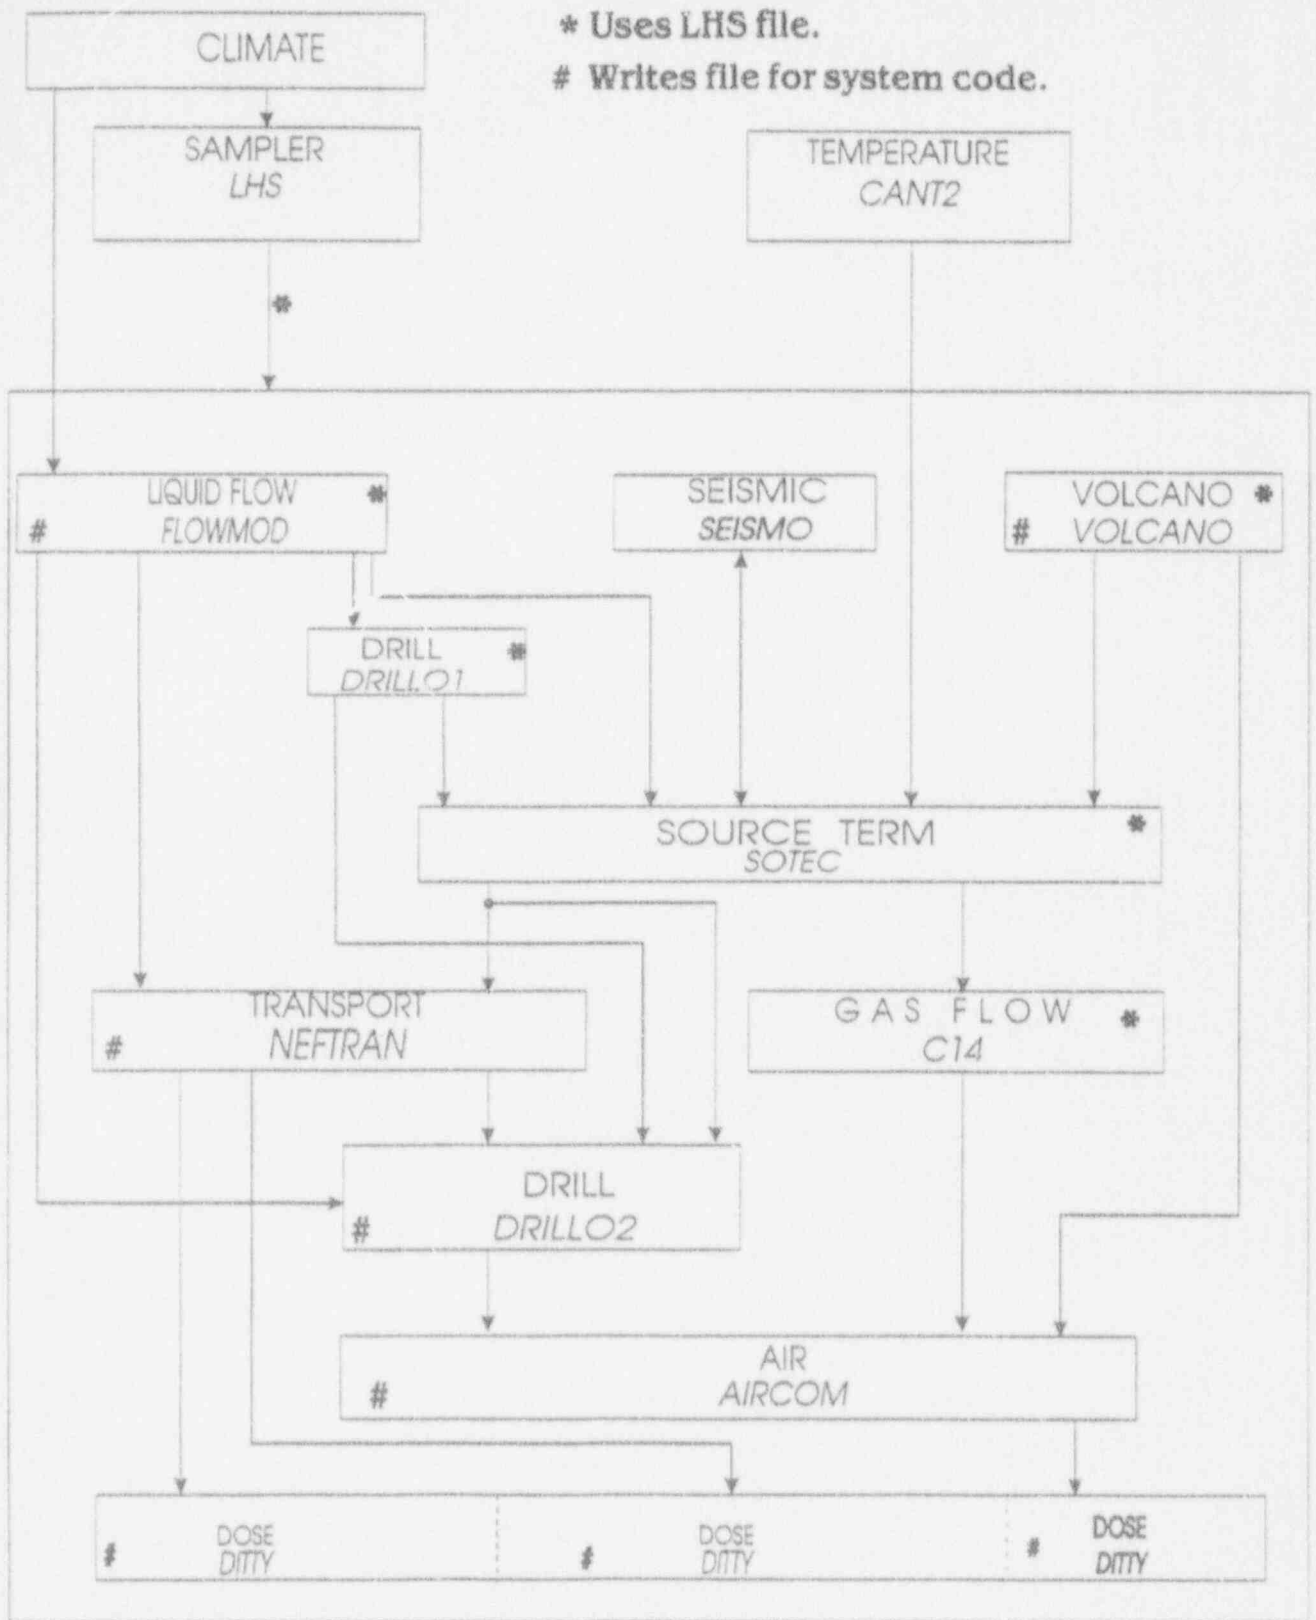 * Uses LHS file.
# Writes file for system code.
CLIMATE
SAMPLER
LHS
TEMPERATURE
CANT2
*
LIQUID FLOW *
# FLOWMOD
SEISMIC
SEISMO
VOLCANO *
# VOLCANO
DRILL *
DRILLO1
SOURCE TERM *
SOTEC
TRANSPORT
# NEFTRAN
GAS FLOW *
C14
DRILL
# DRILLO2
AIR
# AIRCOM
DOSE
# DITTY
DOSE
# DITTY
DOSE
# DITTY